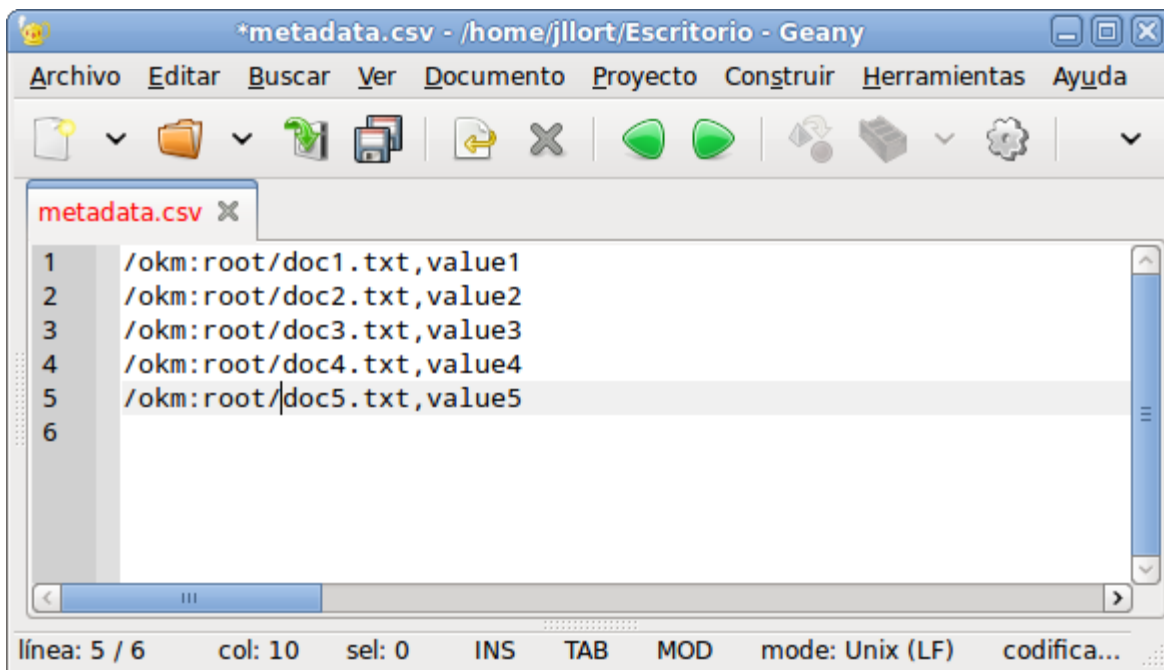 *metadata.csv - /home/jllort/Escritorio - Geany
Archivo Editar Buscar Ver Documento Proyecto Construir Herramientas Ayuda
metadata.csv
1 /okm:root/doc1.txt,value1
2 /okm:root/doc2.txt,value2
3 /okm:root/doc3.txt,value3
4 /okm:root/doc4.txt,value4
5 /okm:root/doc5.txt,value5
6
línea: 5 / 6 col: 10 sel: 0 INS TAB MOD mode: Unix (LF) codifica...